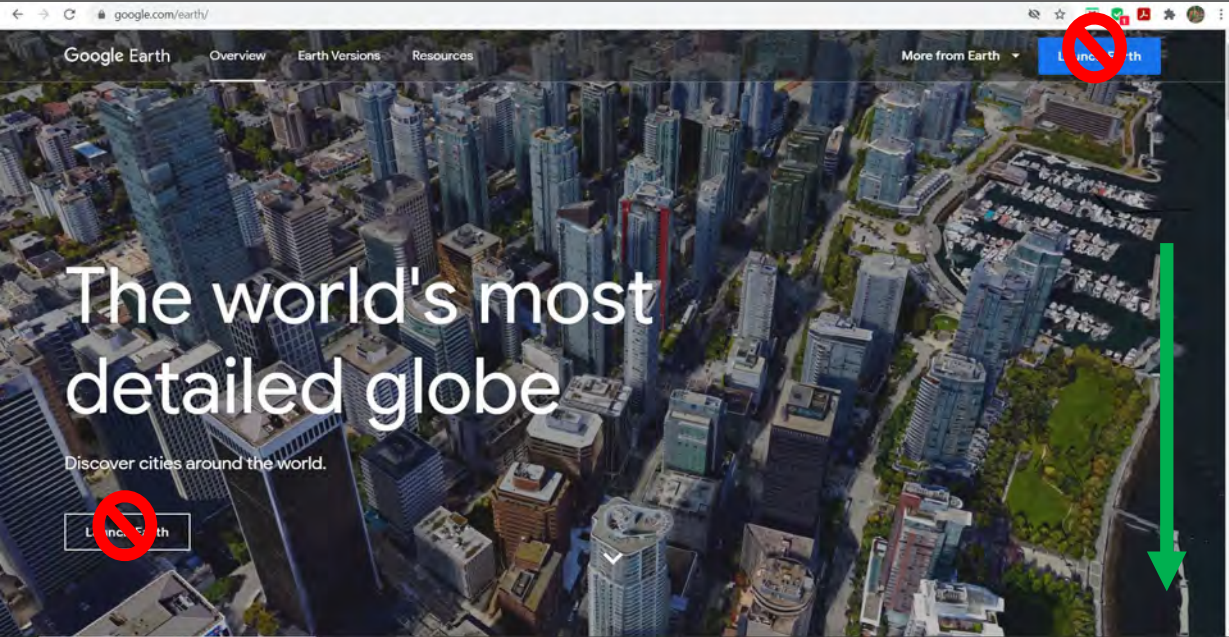 google.com/earth/
Google Earth
Overview
Earth Versions
Resources
More from Earth
The world's most
detailed globe
Discover cities around the world.